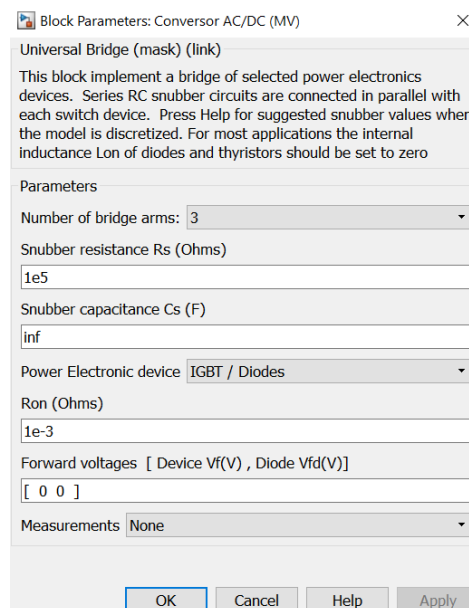 Block Parameters: Conversor AC/DC (MV)
Universal Bridge (mask) (link)
This block implement a bridge of selected power electronics
devices. Series RC snubber circuits are connected in parallel with
each switch device. Press Help for suggested snubber values when
the model is discretized. For most applications the internal
inductance Lon of diodes and thyristors should be set to zero
Parameters
Number of bridge arms: 3
Snubber resistance Rs (Ohms)
1e5
Snubber capacitance Cs (F)
inf
Power Electronic device IGBT / Diodes
Ron (Ohms)
1e-3
Forward voltages [ Device Vf(V) , Diode Vfd(V)]
[ 0 0 ]
Measurements None
OK Cancel Help Apply